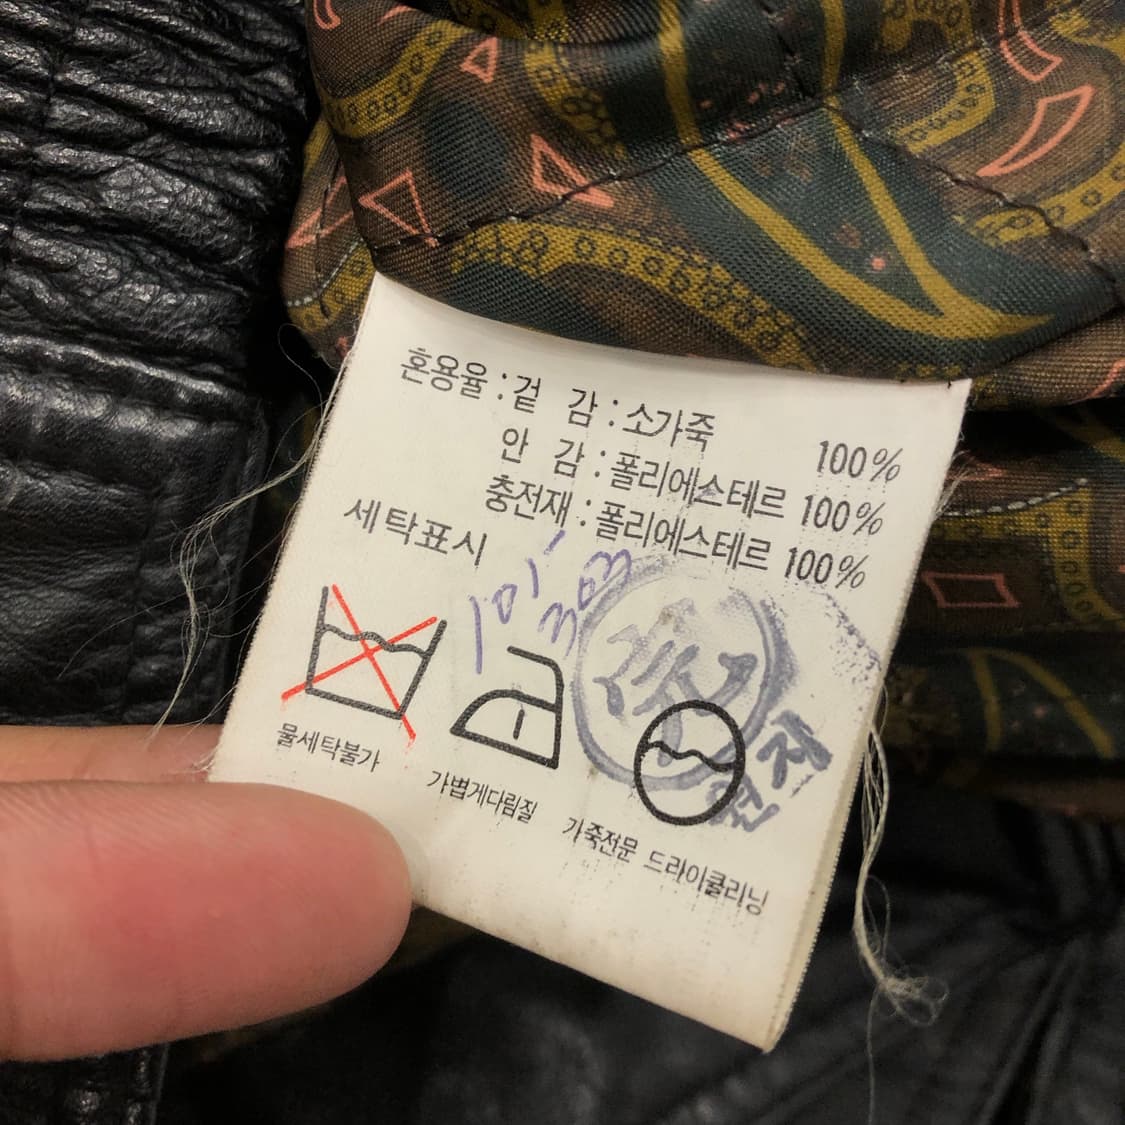 혼용율 : 겉 감 : 소가죽 100%
안 감 : 폴리에스테르 100%
충전재 : 폴리에스테르 100%
세탁표시
물세탁불가
가볍게다림질
가죽전문 드라이클리닝